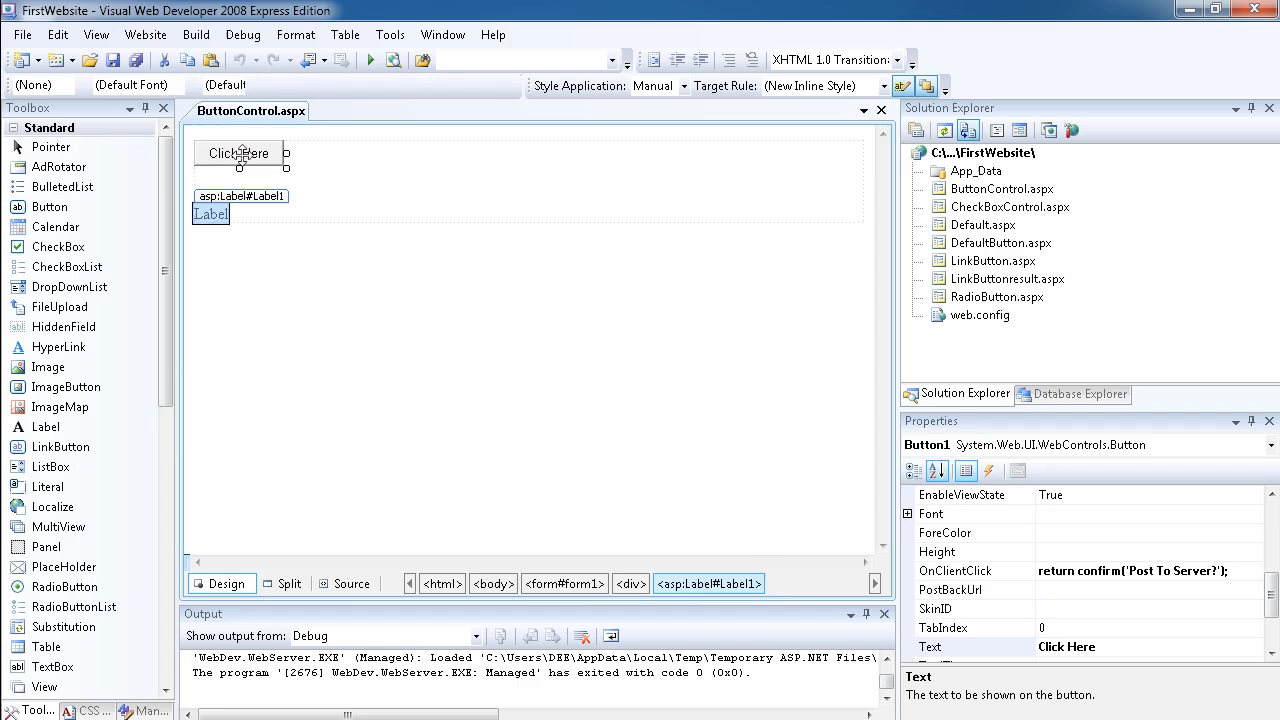 FirstWebsite - Visual Web Developer 2008 Express Edition
File Edit View Website Build Debug Format Table Tools Window Help
XHTML 1.0 Transition
(None) (Default Font) (Default Style Application: Manual Target Rule: (New Inline Style)
Toolbox
Standard
Pointer
AdRotator
BulletedList
Button
Calendar
CheckBox
CheckBoxList
DropDownList
FileUpload
HiddenField
HyperLink
Image
ImageButton
ImageMap
Label
LinkButton
ListBox
Literal
Localize
MultiView
Panel
PlaceHolder
RadioButton
RadioButtonList
Substitution
Table
TextBox
View
Tool... CSS ... Man...
ButtonControl.aspx
Click Here
asp:Label#Label1
Label
Design Split Source <html> <body> <form#form1> <div> <asp:Label#Label1>
Output
Show output from: Debug
'WebDev.WebServer.EXE' (Managed): Loaded 'C:\Users\DEE\AppData\Local\Temp\Temporary ASP.NET Files\
The program '[2676] WebDev.WebServer.EXE: Managed' has exited with code 0 (0x0).
Solution Explorer
C:\...\FirstWebsite\
App_Data
ButtonControl.aspx
CheckBoxControl.aspx
Default.aspx
DefaultButton.aspx
LinkButton.aspx
LinkButtonresult.aspx
RadioButton.aspx
web.config
Solution Explorer Database Explorer
Properties
Button1 System.Web.UI.WebControls.Button
EnableViewState True
Font
ForeColor
Height
OnClientClick return confirm('Post To Server?');
PostBackUrl
SkinID
TabIndex 0
Text Click Here
Text
The text to be shown on the button.